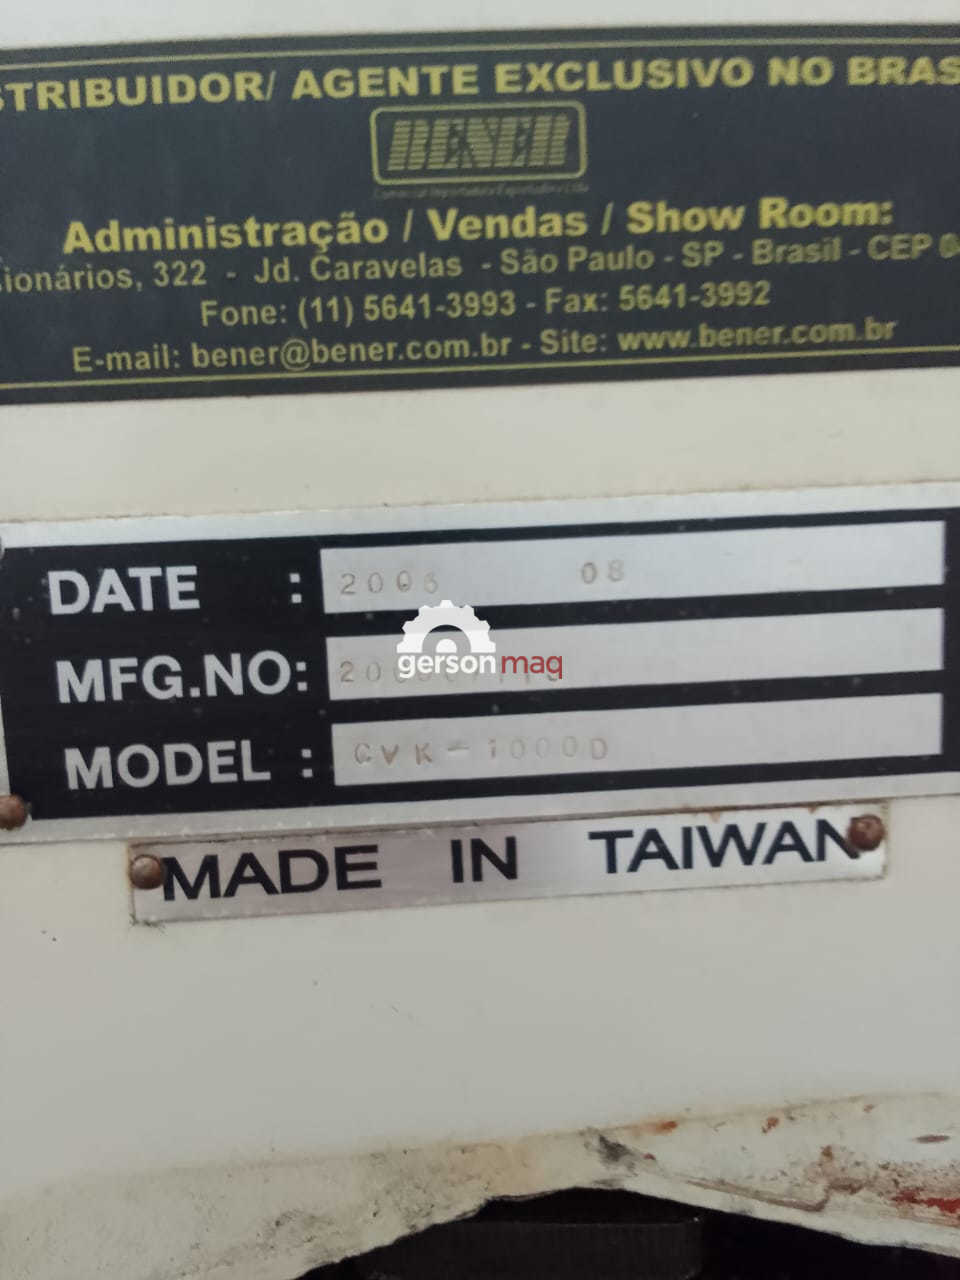 STRIBUIDOR/ AGENTE EXCLUSIVO NO BRAS
BENER
Administração / Vendas / Show Room:
sionários, 322 - Jd. Caravelas - São Paulo - SP - Brasil - CEP 0
Fone: (11) 5641-3993 - Fax: 5641-3992
E-mail: bener@bener.com.br - Site: www.bener.com.br
DATE : 2006 08
MFG.NO:
gersonmaq
MODEL : CVK-1000D
MADE IN TAIWAN